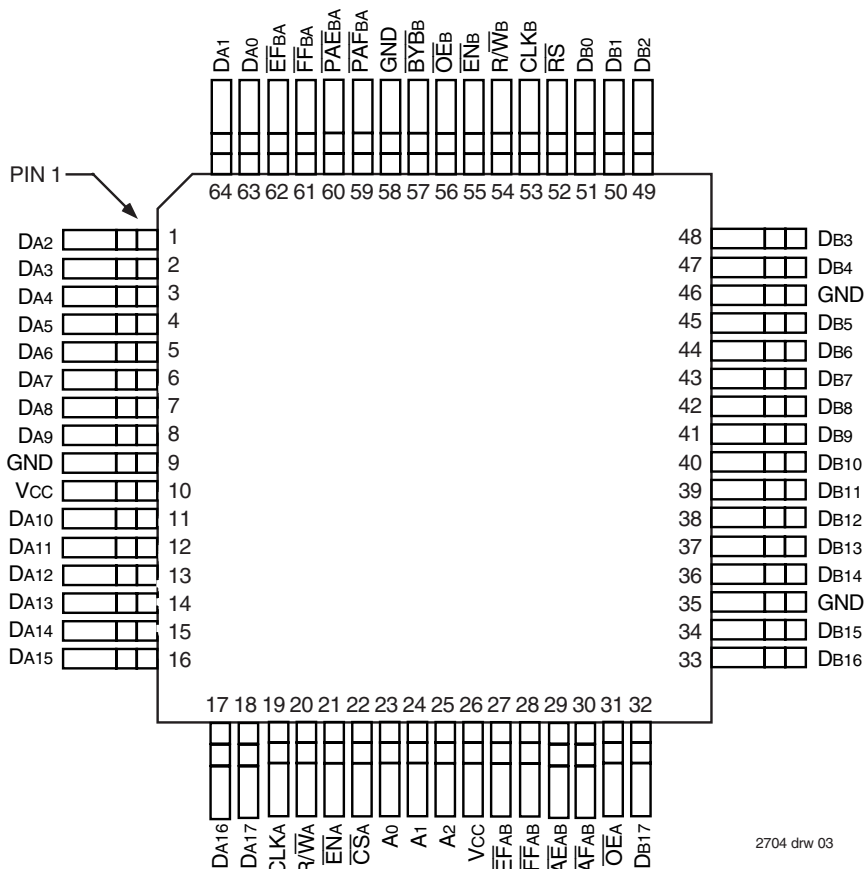 DA1 DA0 EFBA FFBA PAEBA PAFBA GND BYBB OEB ENB R/WB CLKB RS DB0 DB1 DB2
PIN 1
64 63 62 61 60 59 58 57 56 55 54 53 52 51 50 49
DA2 1 48 DB3
DA3 2 47 DB4
DA4 3 46 GND
DA5 4 45 DB5
DA6 5 44 DB6
DA7 6 43 DB7
DA8 7 42 DB8
DA9 8 41 DB9
GND 9 40 DB10
VCC 10 39 DB11
DA10 11 38 DB12
DA11 12 37 DB13
DA12 13 36 DB14
DA13 14 35 GND
DA14 15 34 DB15
DA15 16 33 DB16
17 18 19 20 21 22 23 24 25 26 27 28 29 30 31 32
DA16 DA17 CLKA R/WA ENA CSA A0 A1 A2 VCC EFAB FFAB AEAB AFAB OEA DB17
2704 drw 03